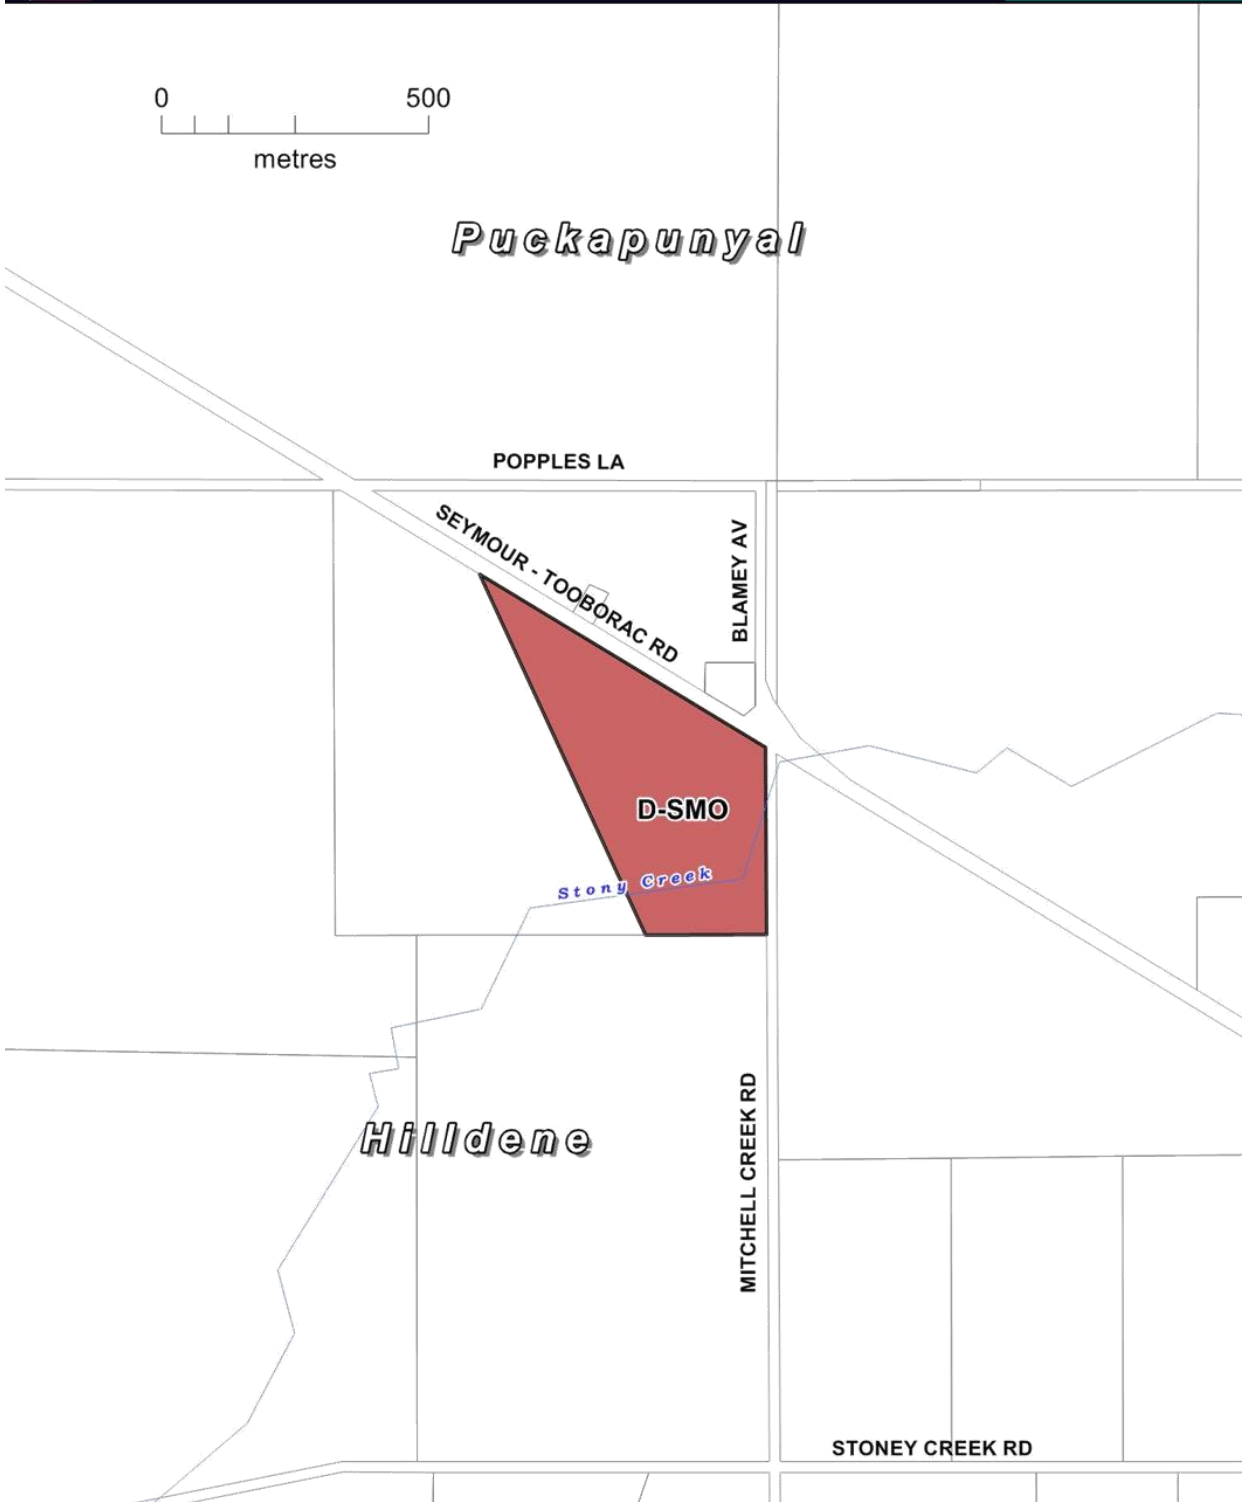 0 500
metres
Puckapunyal
POPPLES LA
SEYMOUR - TOOBORAC RD
BLAMEY AV
D-SMO
Stony Creek
Hilldene
MITCHELL CREEK RD
STONEY CREEK RD